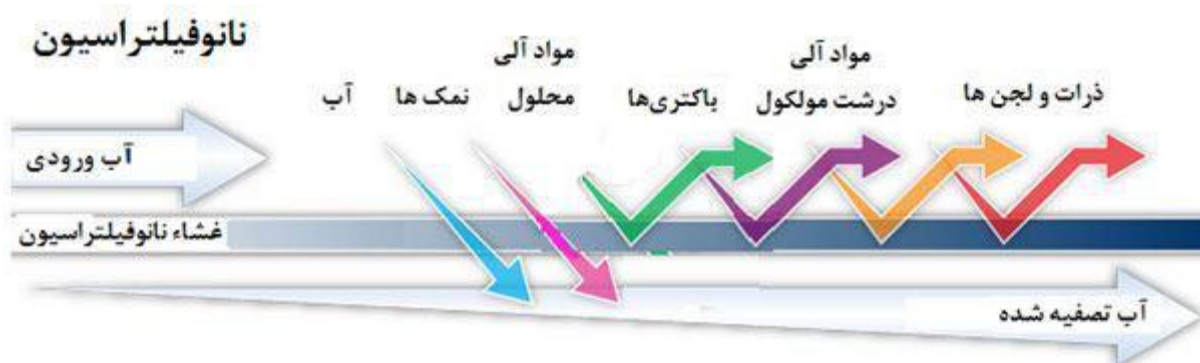 نانوفیلتراسیون
آب
نمک ها
مواد آلی
محلول
باکتری‌ها
مواد آلی
درشت مولکول
ذرات و لجن ها
آب ورودی
غشاء نانوفیلتراسیون
آب تصفیه شده